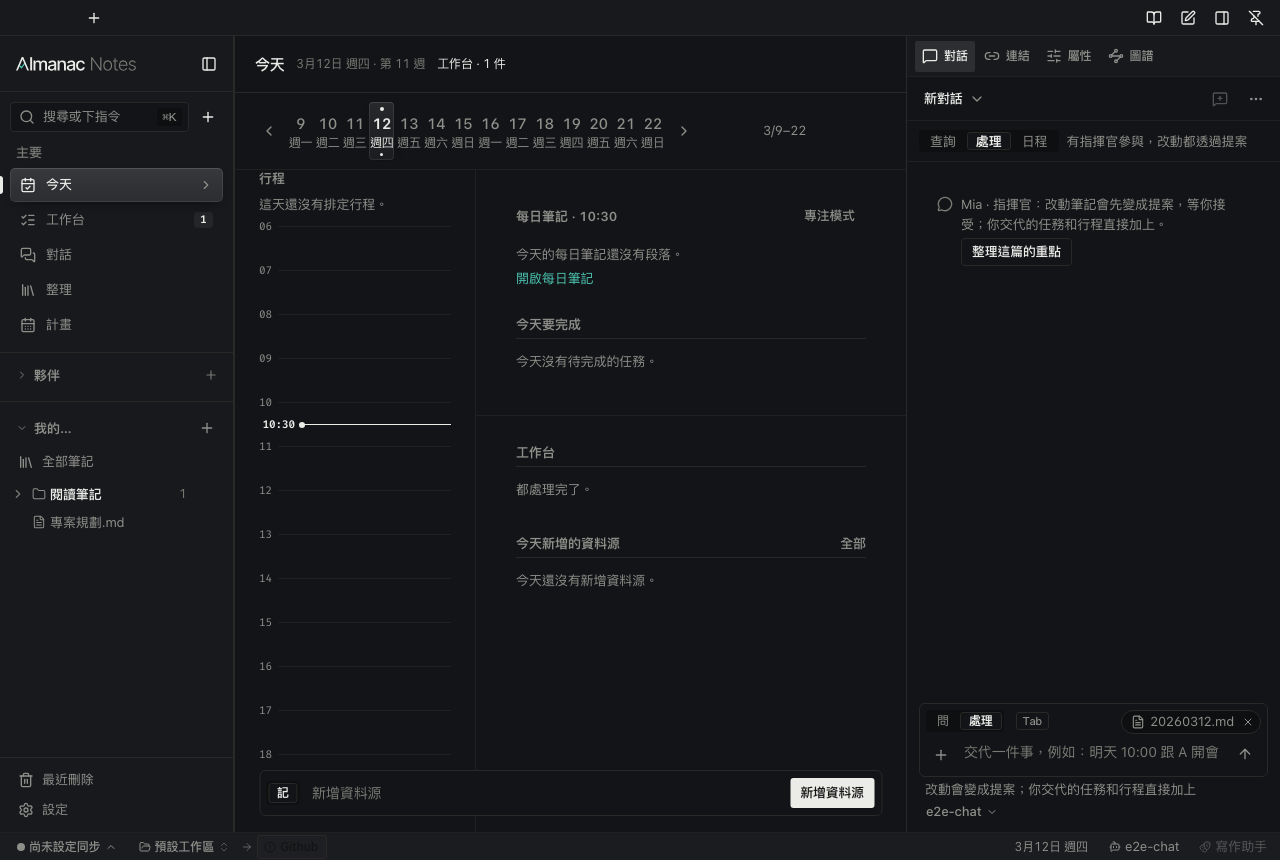 Almanac Notes
搜尋或下指令 ⌘K
主要
今天
工作台 1
對話
整理
計畫
夥伴
我的...
全部筆記
閱讀筆記 1
專案規劃.md
最近刪除
設定
今天 3月12日 週四 · 第 11 週 工作台 · 1 件
9 10 11 12 13 14 15 16 17 18 19 20 21 22
週一 週二 週三 週四 週五 週六 週日 週一 週二 週三 週四 週五 週六 週日
3/9–22
行程
這天還沒有排定行程。
06
07
08
09
10
10:30
11
12
13
14
15
16
17
18
每日筆記 · 10:30 專注模式
今天的每日筆記還沒有段落。
開啟每日筆記
今天要完成
今天沒有待完成的任務。
工作台
都處理完了。
今天新增的資料源 全部
今天還沒有新增資料源。
記 新增資料源 新增資料源
對話 連結 屬性 圖譜
新對話
查詢 處理 日程 有指揮官參與，改動都透過提案
Mia · 指揮官：改動筆記會先變成提案，等你接
受；你交代的任務和行程直接加上。
整理這篇的重點
問 處理 Tab 20260312.md
交代一件事，例如：明天 10:00 跟 A 開會
改動會變成提案；你交代的任務和行程直接加上
e2e-chat
尚未設定同步 預設工作區 Github 3月12日 週四 e2e-chat 寫作助手